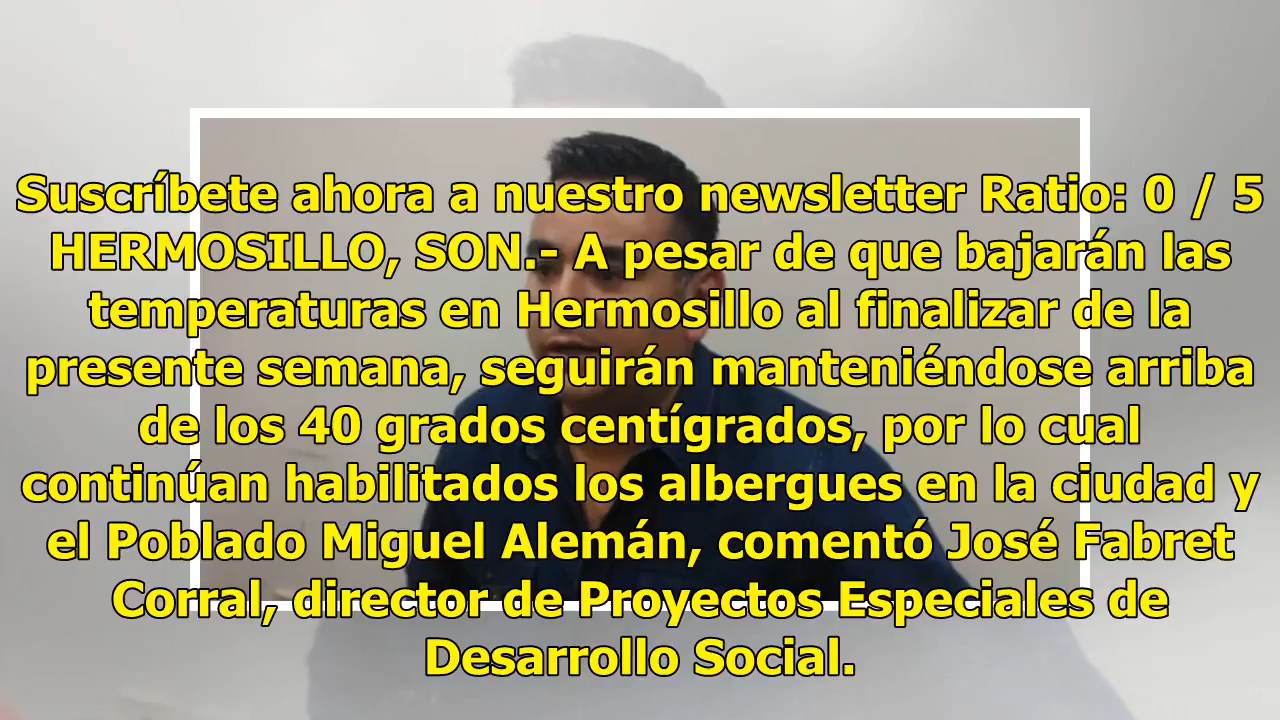 Suscríbete ahora a nuestro newsletter Ratio: 0 / 5
HERMOSILLO, SON.- A pesar de que bajarán las
temperaturas en Hermosillo al finalizar de la
presente semana, seguirán manteniéndose arriba
de los 40 grados centígrados, por lo cual
continúan habilitados los albergues en la ciudad y
el Poblado Miguel Alemán, comentó José Fabret
Corral, director de Proyectos Especiales de
Desarrollo Social.